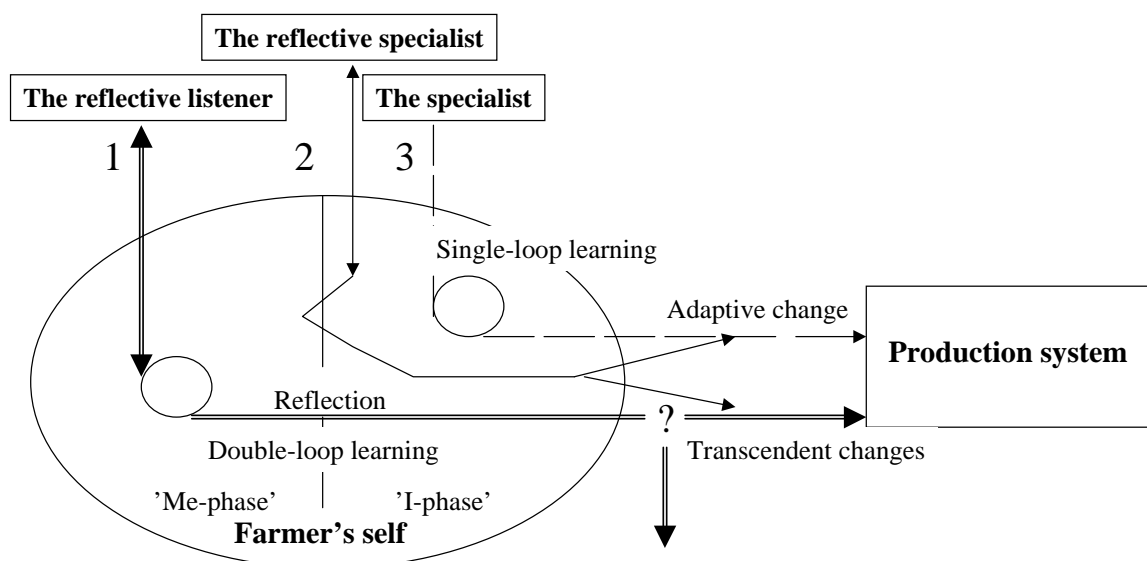 The reflective specialist
The reflective listener
The specialist
1
2
3
Single-loop learning
Adaptive change
Production system
Reflection
?
Double-loop learning
Transcendent changes
’Me-phase’
’I-phase’
Farmer’s self